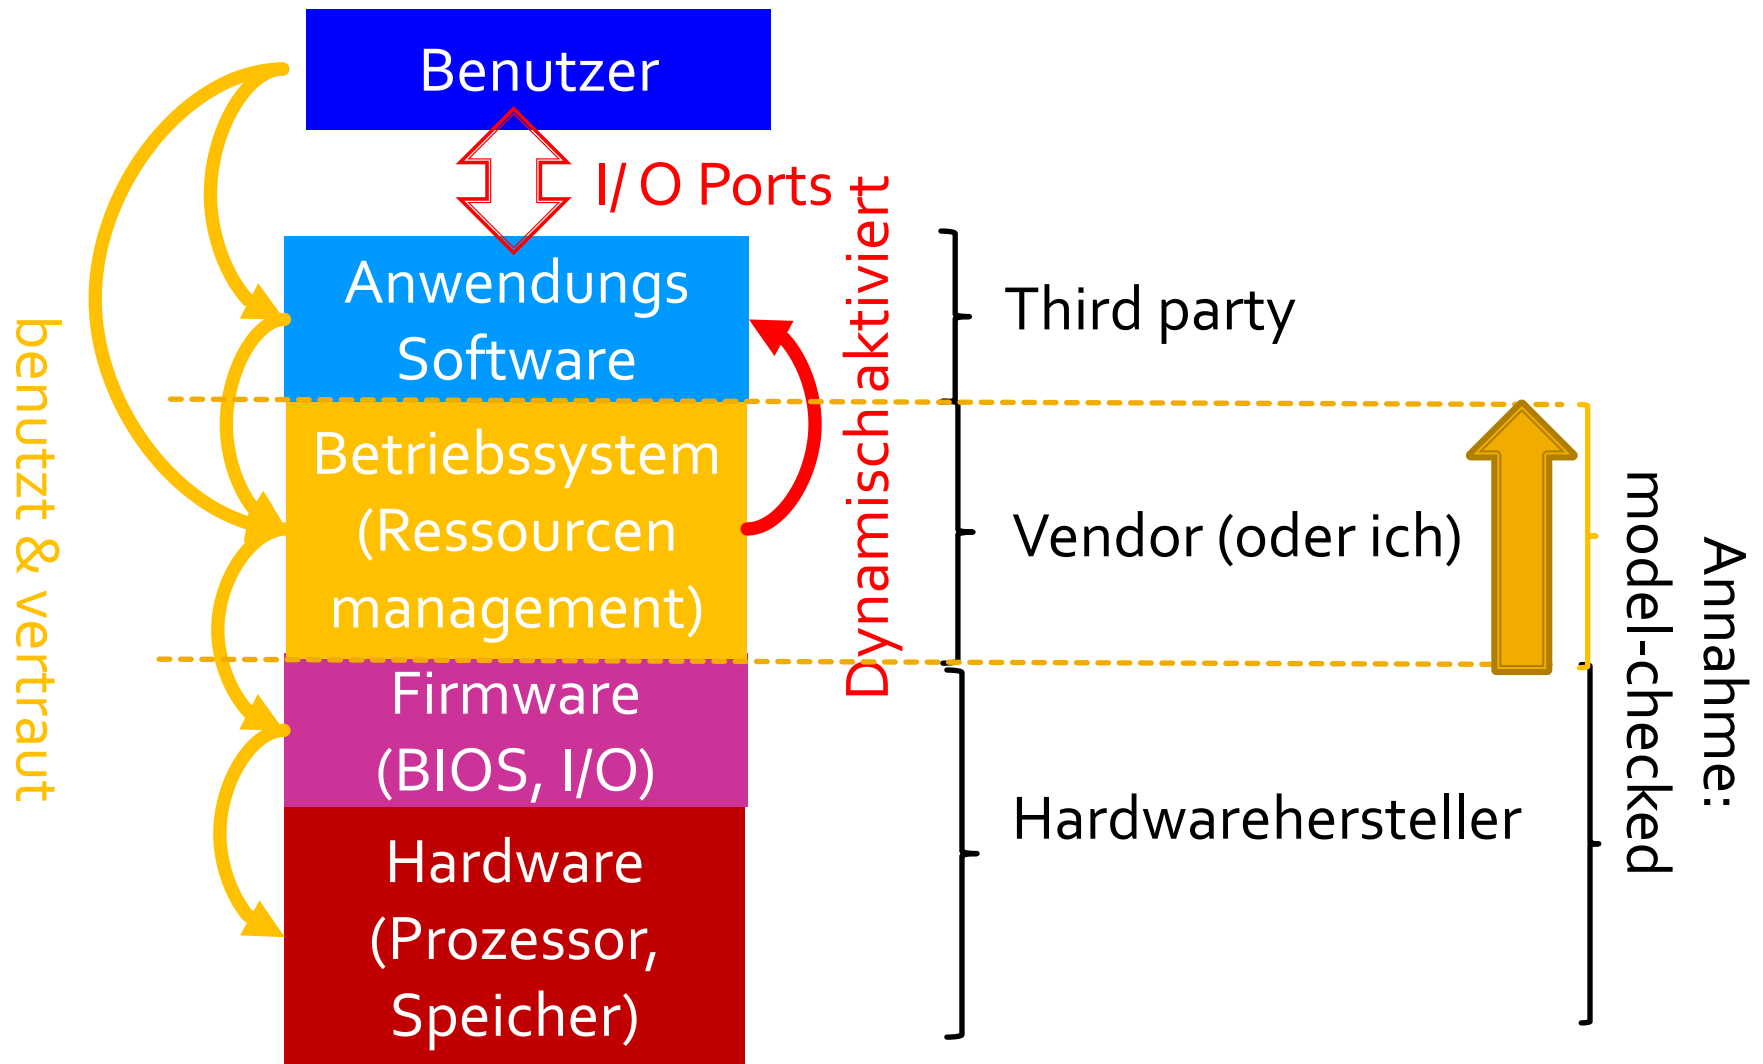 Benutzer
I/ O Ports
Anwendungs
Software
Betriebssystem
(Ressourcen
management)
Firmware
(BIOS, I/O)
Hardware
(Prozessor,
Speicher)
benutzt & vertraut
Dynamisch aktiviert
Third party
Vendor (oder ich)
Hardwarehersteller
Annahme:
model-checked